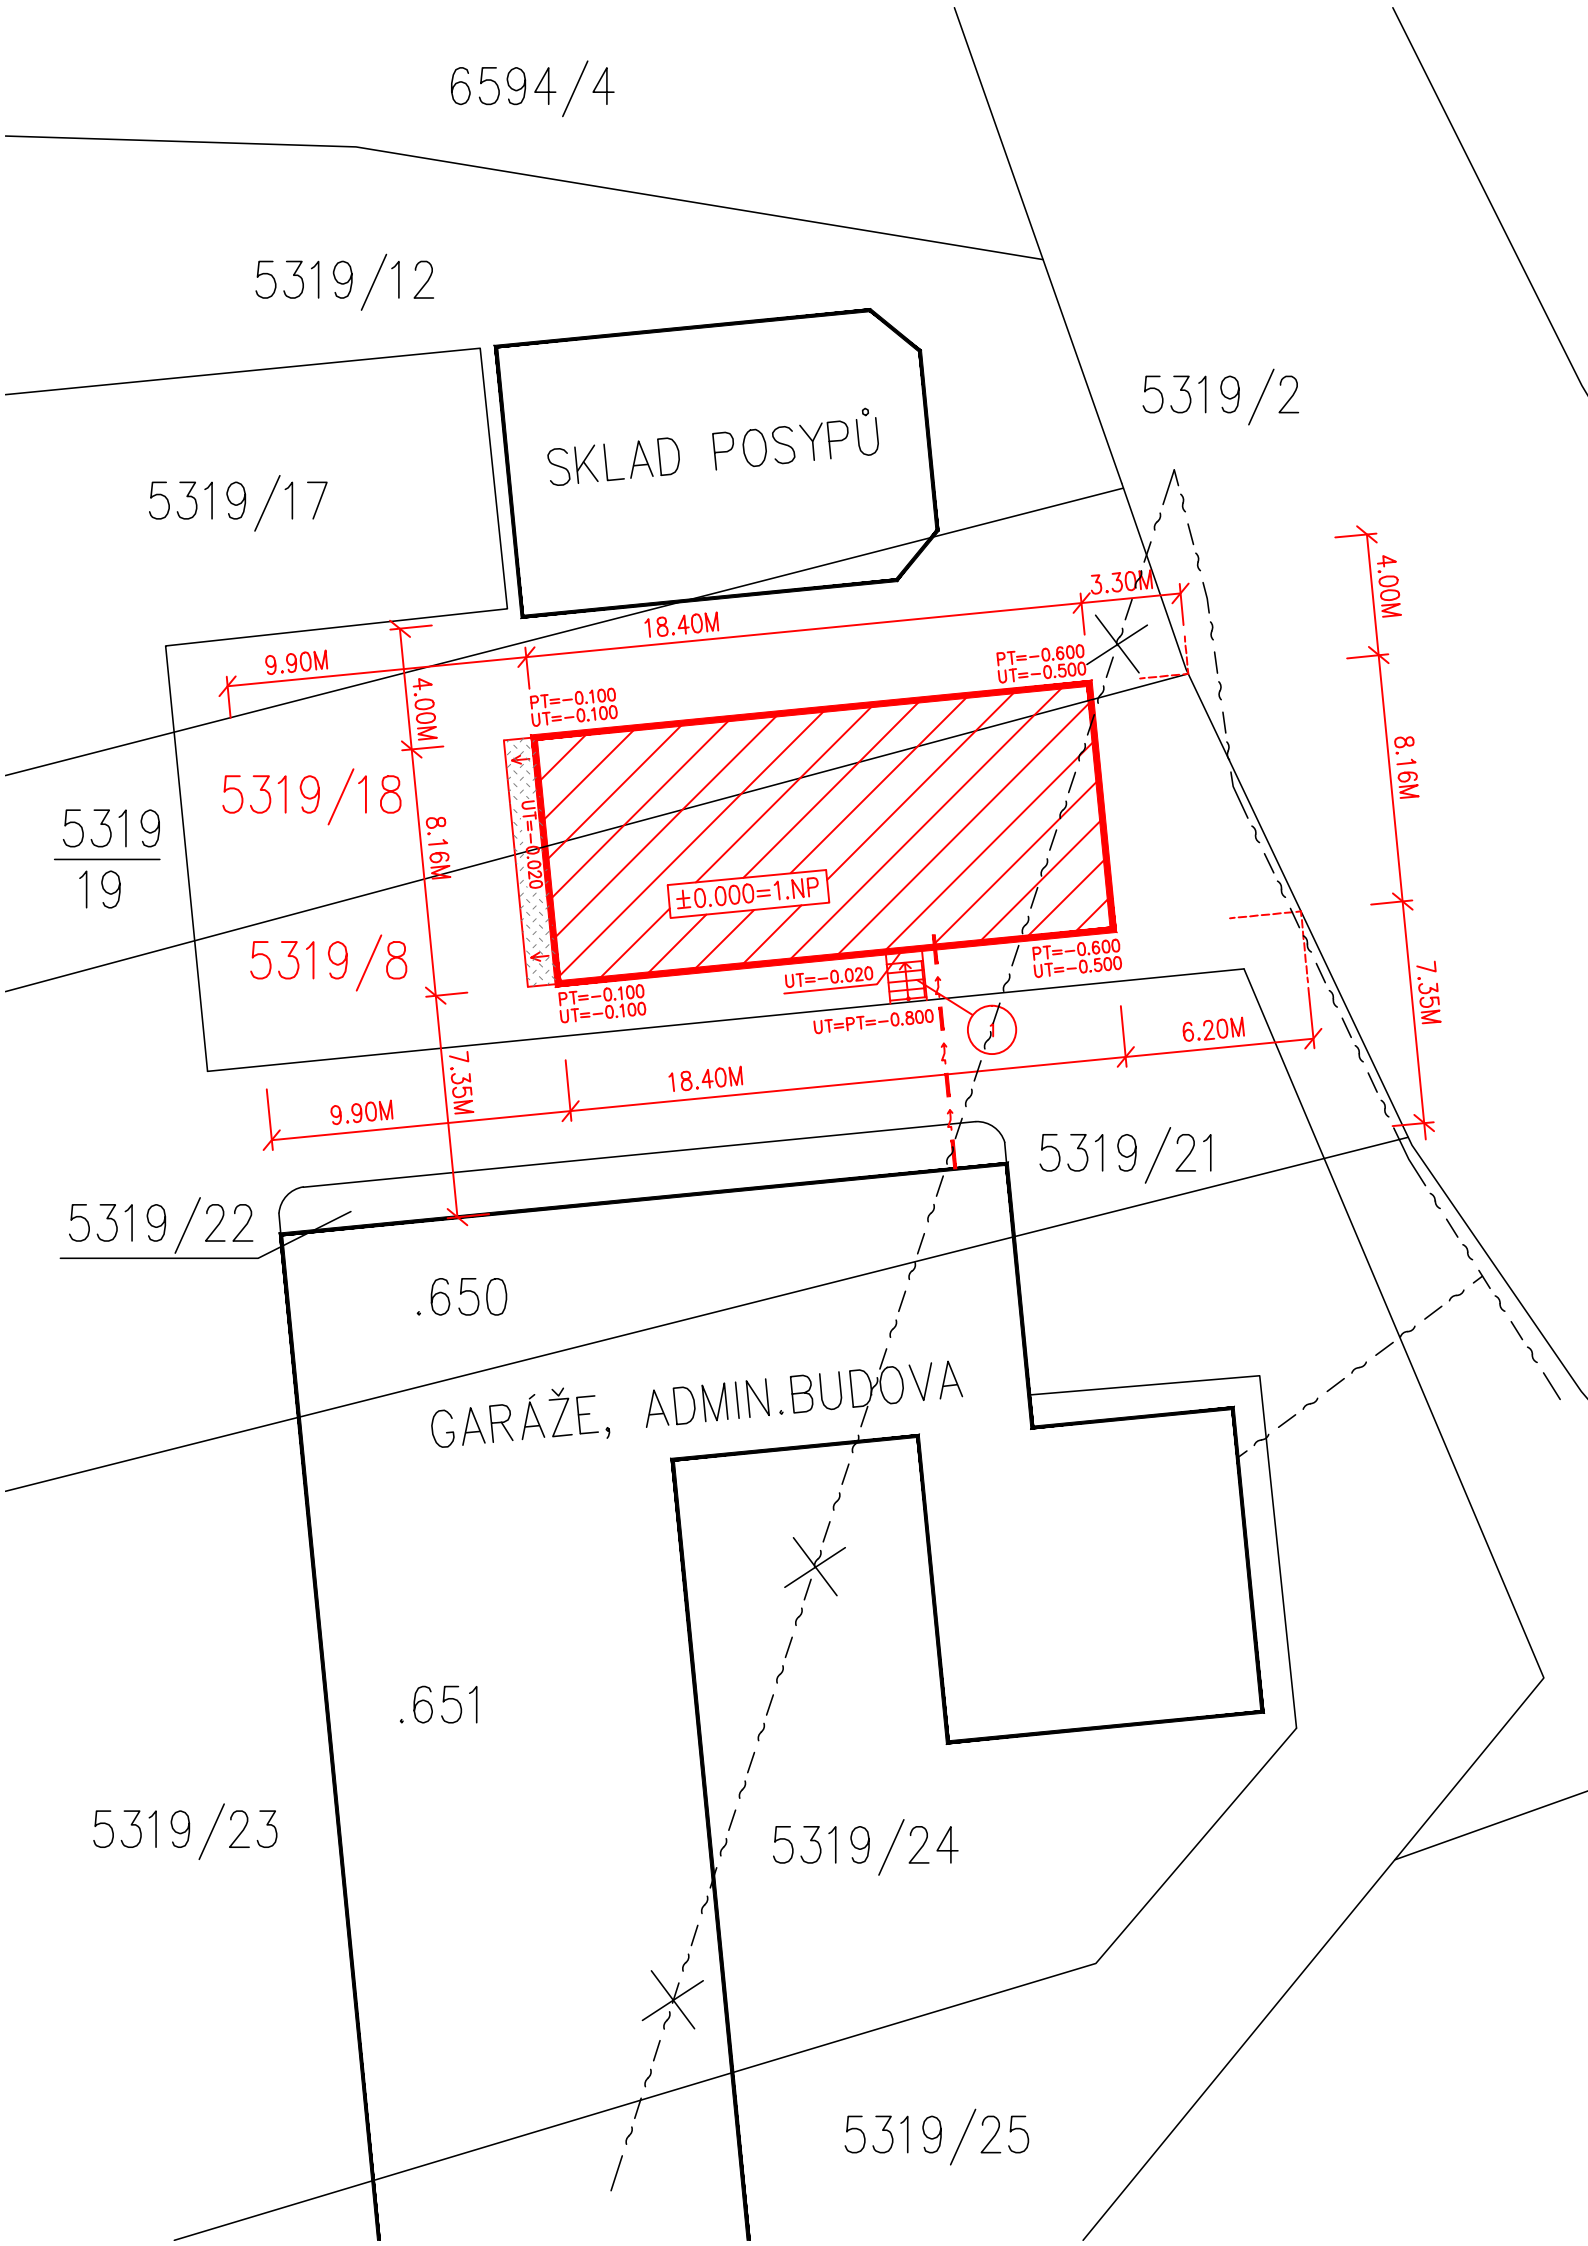 6594/4
5319/12
5319/2
SKLAD POSYPŮ
5319/17
4.00M
3.30M
18.40M
9.90M
PT=-0.600
UT=-0.500
4.00M
PT=-0.100
UT=-0.100
8.16M
5319/18
5319
19
8.16M
UT=-0.020
±0.000=1.NP
5319/8
PT=-0.600
UT=-0.500
UT=-0.020
7.35M
PT=-0.100
UT=-0.100
UT=PT=-0.800
1
6.20M
7.35M
18.40M
9.90M
5319/21
5319/22
.650
GARÁŽE, ADMIN.BUDOVA
.651
5319/23
5319/24
5319/25